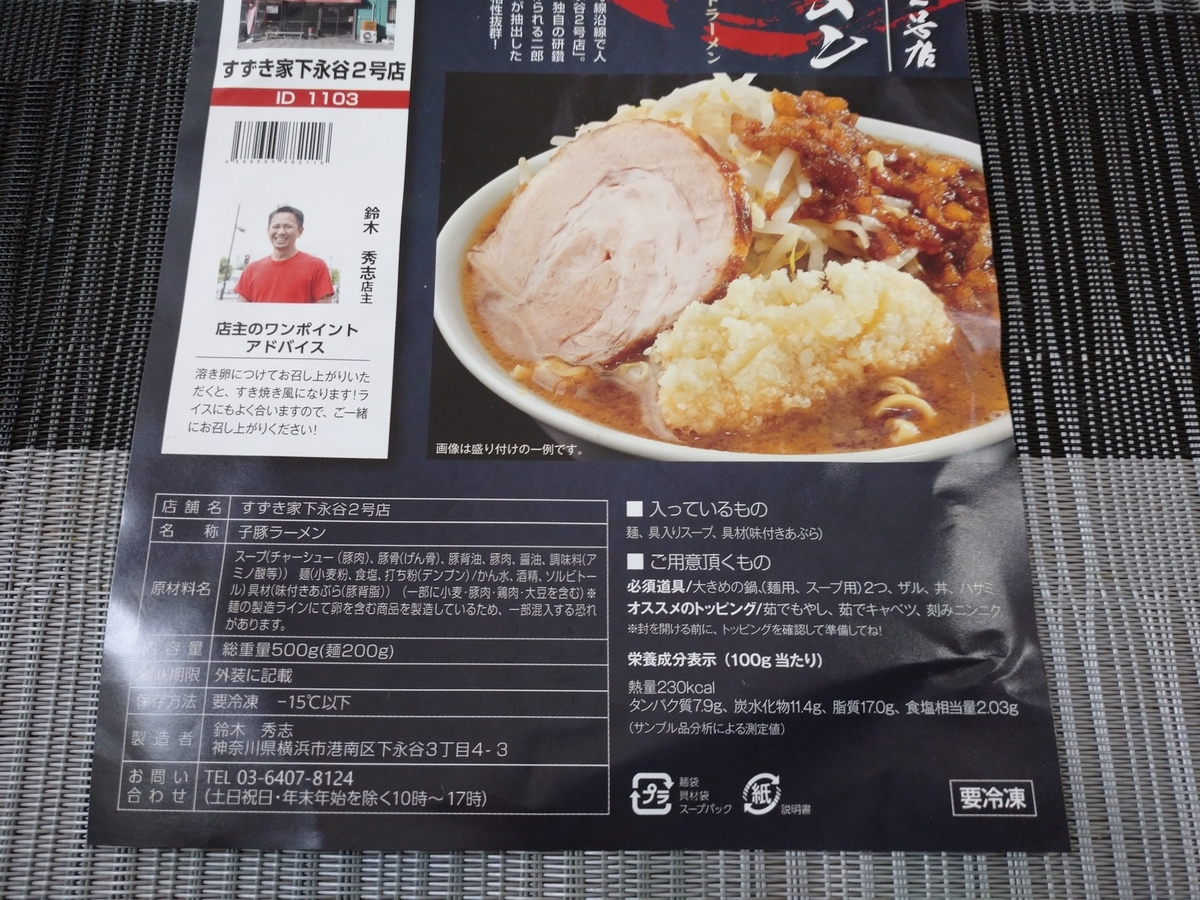 すずき家下永谷2号店
ID 1103
鈴木 秀志店主
店主のワンポイント
アドバイス
溶き卵につけてお召し上がりいた
だくと、すき焼き風になります!ラ
イスにもよく合いますので、ご一緒
にお召し上がりください!
線沿線で人
谷2号店」。
独自の研鑽
られる二郎
が抽出した
相性抜群!
ラーメン
号店
画像は盛り付けの一例です。
店舗名 すずき家下永谷2号店
名称 子豚ラーメン
原材料名
スープ(チャーシュー(豚肉)、豚骨(げん骨)、豚背油、豚肉、醤油、調味料(ア
ミノ酸等)) 麺(小麦粉、食塩、打ち粉(デンプン)/かん水、酒精、ソルビトー
ル)具材(味付きあぶら(豚背脂)) (一部に小麦・豚肉・鶏肉・大豆を含む)※
麺の製造ラインにて卵を含む商品を製造しているため、一部混入する恐れ
があります。
内容量 総重量500g(麺200g)
期限 外装に記載
保存方法 要冷凍 -15℃以下
製造者 鈴木 秀志
神奈川県横浜市港南区下永谷3丁目4-3
お問い合わせ TEL 03-6407-8124
(土日祝日・年末年始を除く10時〜17時)
■ 入っているもの
麺、具入りスープ、具材(味付きあぶら)
■ ご用意頂くもの
必須道具/大きめの鍋、(麺用、スープ用)2つ、ザル、丼、ハサミ
オススメのトッピング/茹でもやし、茹でキャベツ、刻みニンニク
※封を開ける前に、トッピングを確認して準備してね!
栄養成分表示(100g当たり)
熱量230kcal
タンパク質7.9g、炭水化物11.4g、脂質17.0g、食塩相当量2.03g
(サンプル品分析による測定値)
プラ
麺袋
具材袋
スープパック
紙
説明書
要冷凍